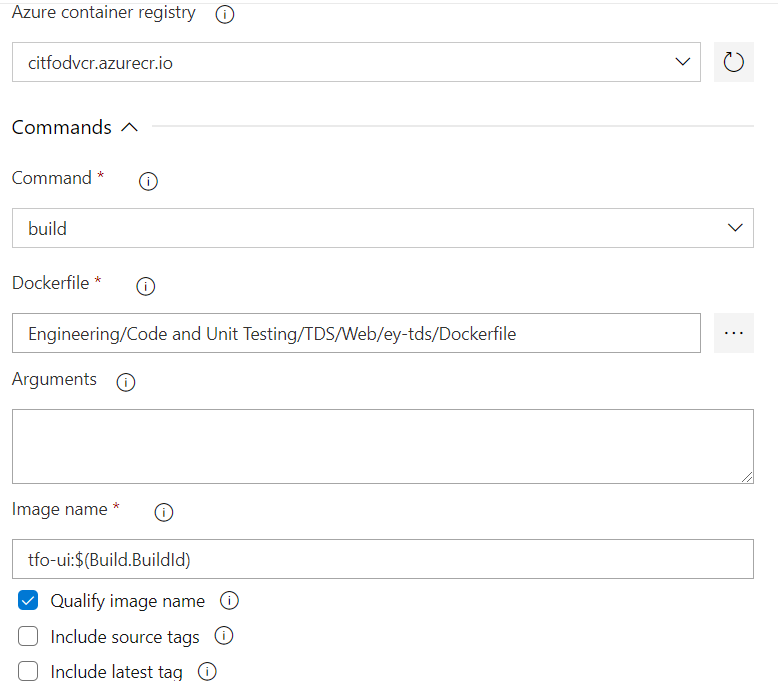 Azure container registry
citfodvcr.azurecr.io
Commands
Command *
build
Dockerfile *
Engineering/Code and Unit Testing/TDS/Web/ey-tds/Dockerfile
...
Arguments
Image name *
tfo-ui:$(Build.BuildId)
Qualify image name
Include source tags
Include latest tag